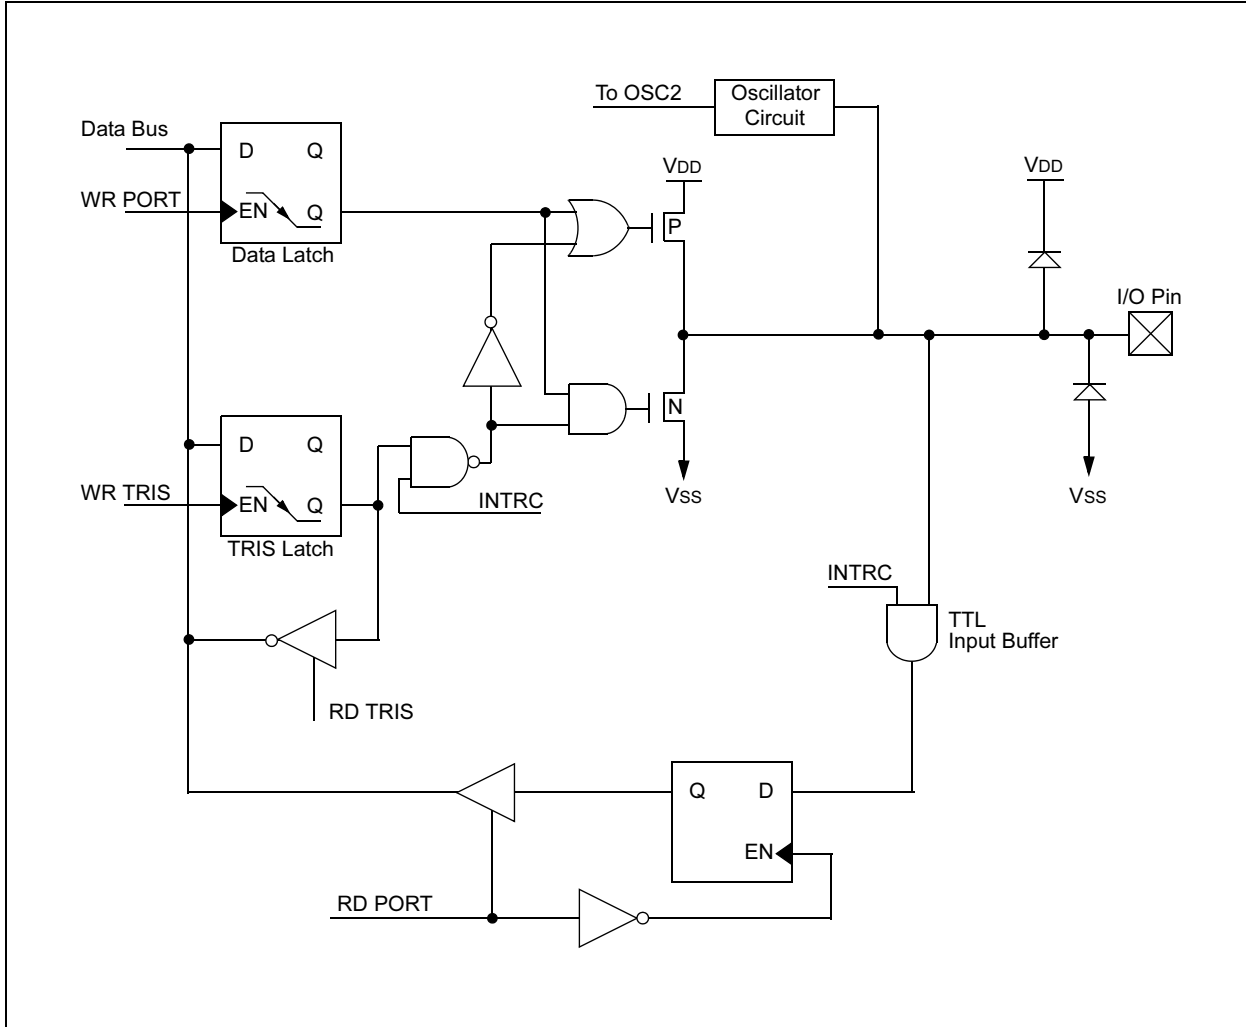 To OSC2
Oscillator
Circuit
Data Bus
D
Q
VDD
VDD
WR PORT
EN
Q
P
Data Latch
I/O Pin
N
D
Q
WR TRIS
EN
Q
INTRC
VSS
VSS
TRIS Latch
INTRC
TTL
Input Buffer
RD TRIS
Q
D
EN
RD PORT